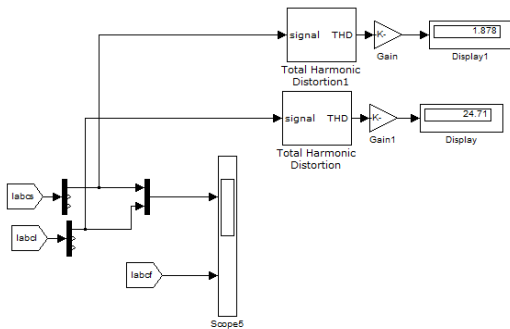 signal THD
K-
1.878
Total Harmonic
Distortion1
Gain
Display1
signal THD
K-
24.71
Total Harmonic
Distortion
Gain1
Display
Iabcs
Iabcl
Iabcf
Scope5